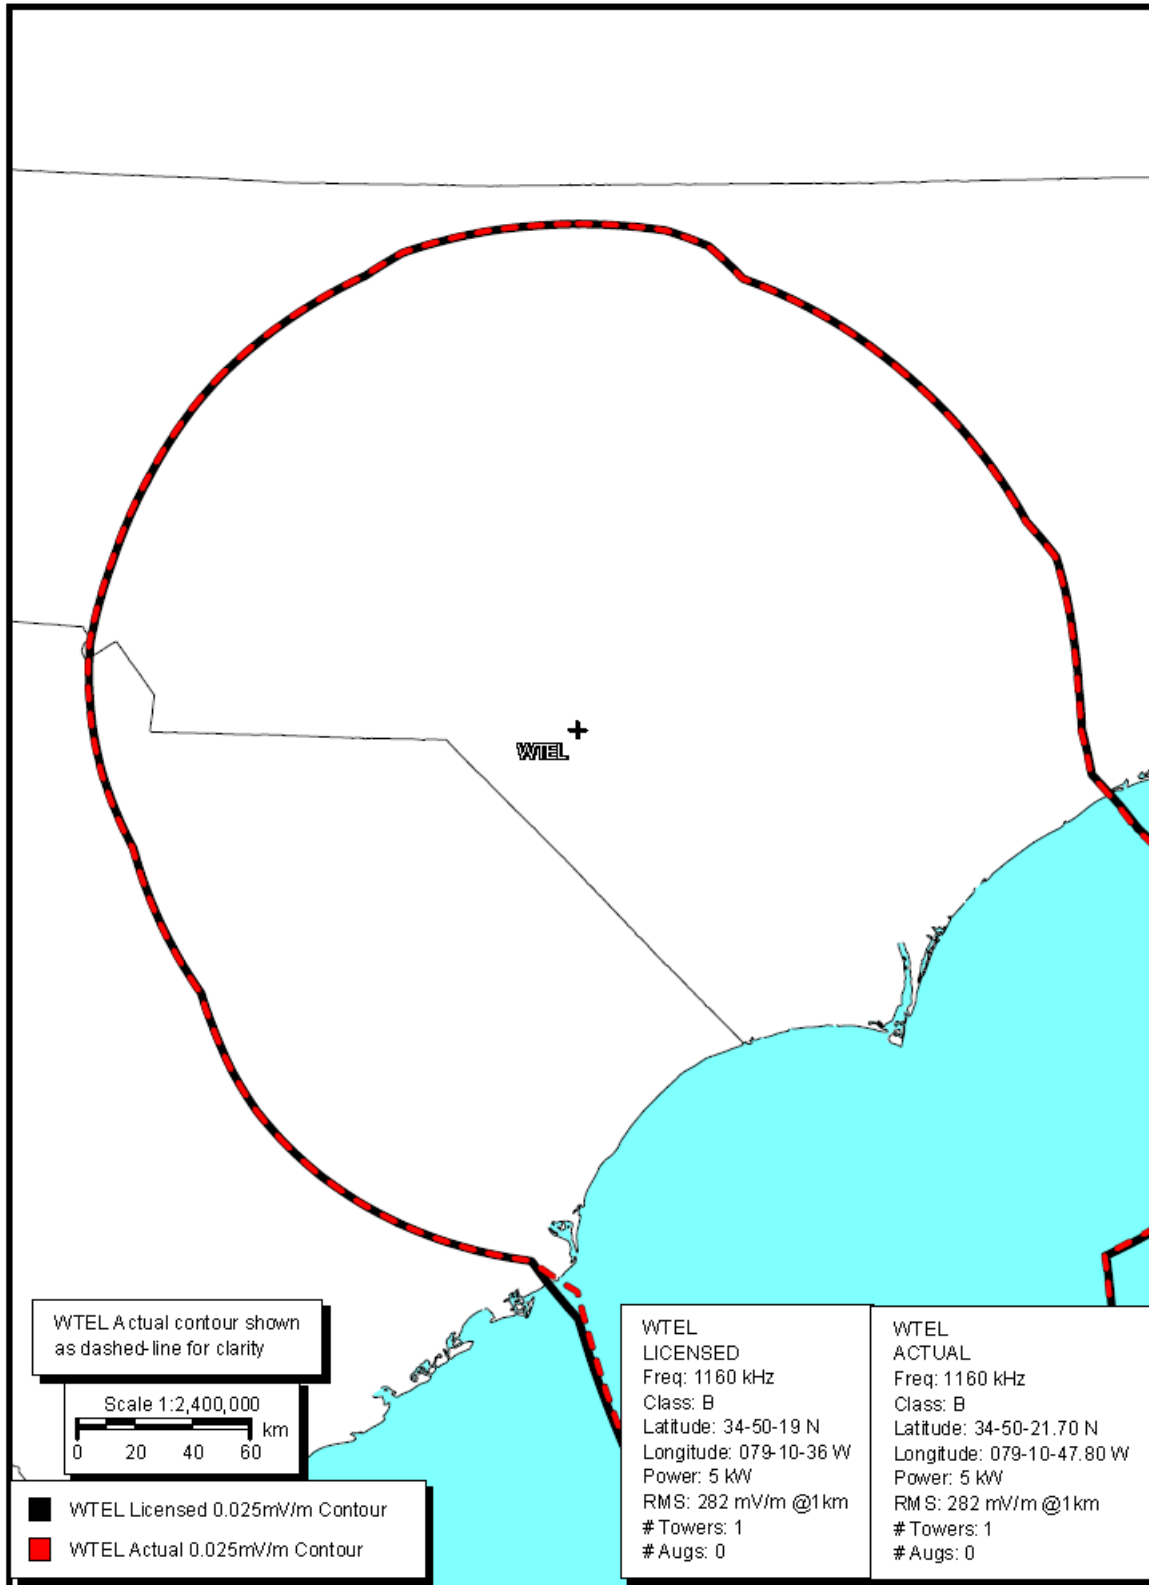 WTEL
WTEL Actual contour shown
as dashed-line for clarity
Scale 1:2,400,000
km
0 20 40 60
WTEL Licensed 0.025mV/m Contour
WTEL Actual 0.025mV/m Contour
WTEL
LICENSED
Freq: 1160 kHz
Class: B
Latitude: 34-50-19 N
Longitude: 079-10-36 W
Power: 5 kW
RMS: 282 mV/m @1km
# Towers: 1
# Augs: 0
WTEL
ACTUAL
Freq: 1160 kHz
Class: B
Latitude: 34-50-21.70 N
Longitude: 079-10-47.80 W
Power: 5 kW
RMS: 282 mV/m @1km
# Towers: 1
# Augs: 0